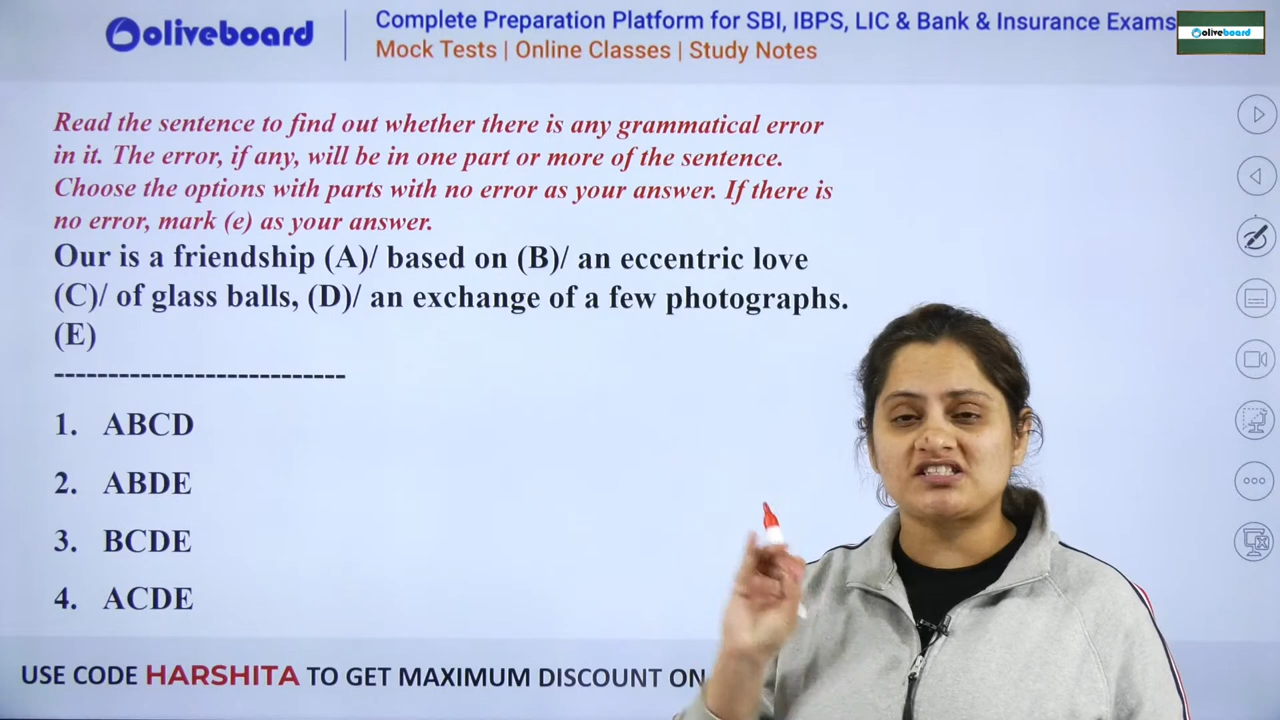 oliveboard
Complete Preparation Platform for SBI, IBPS, LIC & Bank & Insurance Exams
Mock Tests | Online Classes | Study Notes
oliveboard
Read the sentence to find out whether there is any grammatical error
in it. The error, if any, will be in one part or more of the sentence.
Choose the options with parts with no error as your answer. If there is
no error, mark (e) as your answer.
Our is a friendship (A)/ based on (B)/ an eccentric love
(C)/ of glass balls, (D)/ an exchange of a few photographs.
(E)
--------------------------
1. ABCD
2. ABDE
3. BCDE
4. ACDE
USE CODE HARSHITA TO GET MAXIMUM DISCOUNT ON